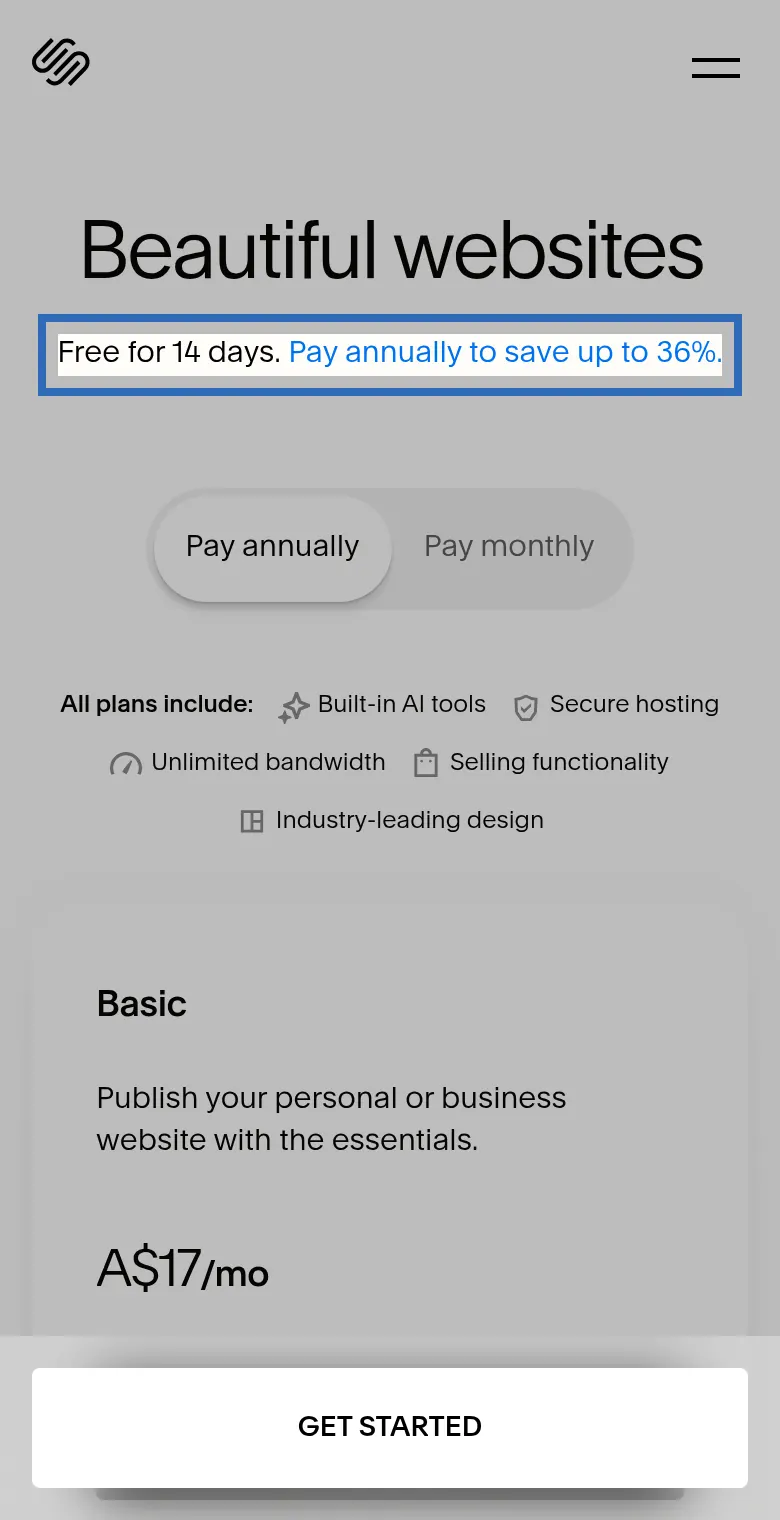 Beautiful websites
Free for 14 days. Pay annually to save up to 36%.
Pay annually Pay monthly
All plans include: Built-in AI tools Secure hosting
Unlimited bandwidth Selling functionality
Industry-leading design
Basic
Publish your personal or business
website with the essentials.
A$17/mo
GET STARTED